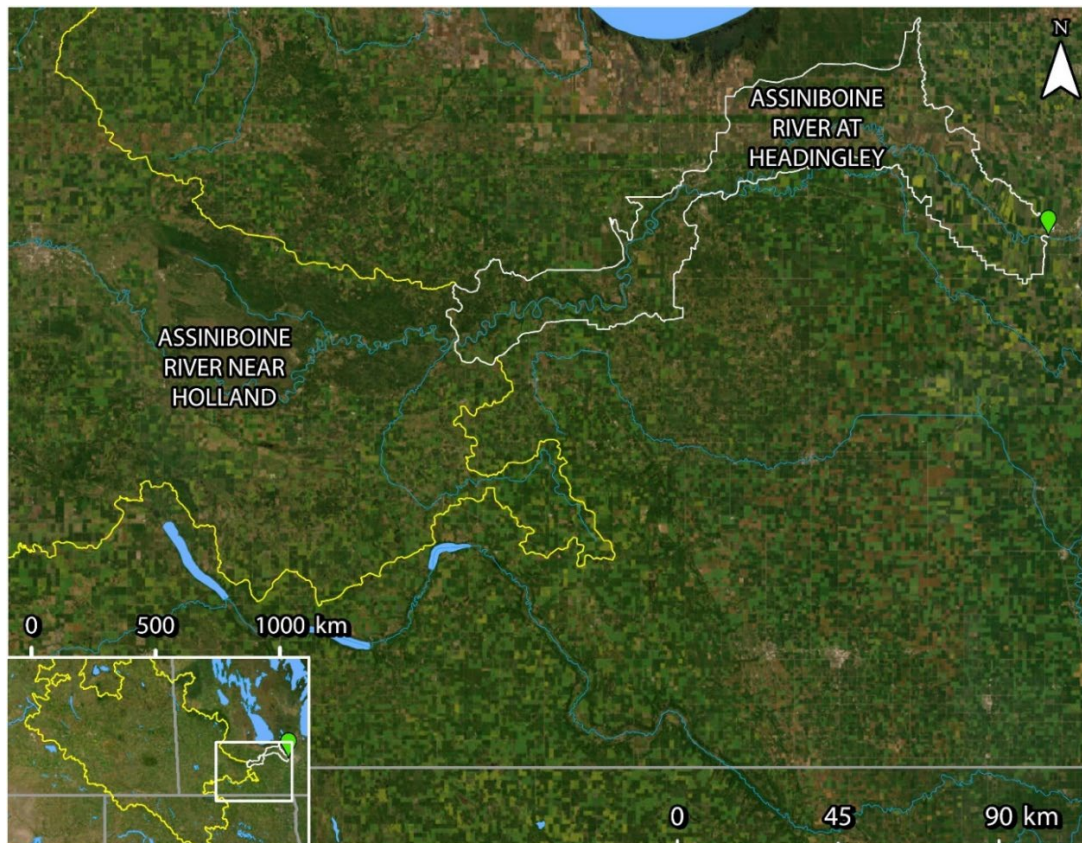 N
ASSINIBOINE
RIVER AT
HEADINGLEY
ASSINIBOINE
RIVER NEAR
HOLLAND
0 500 1000 km
0 45 90 km